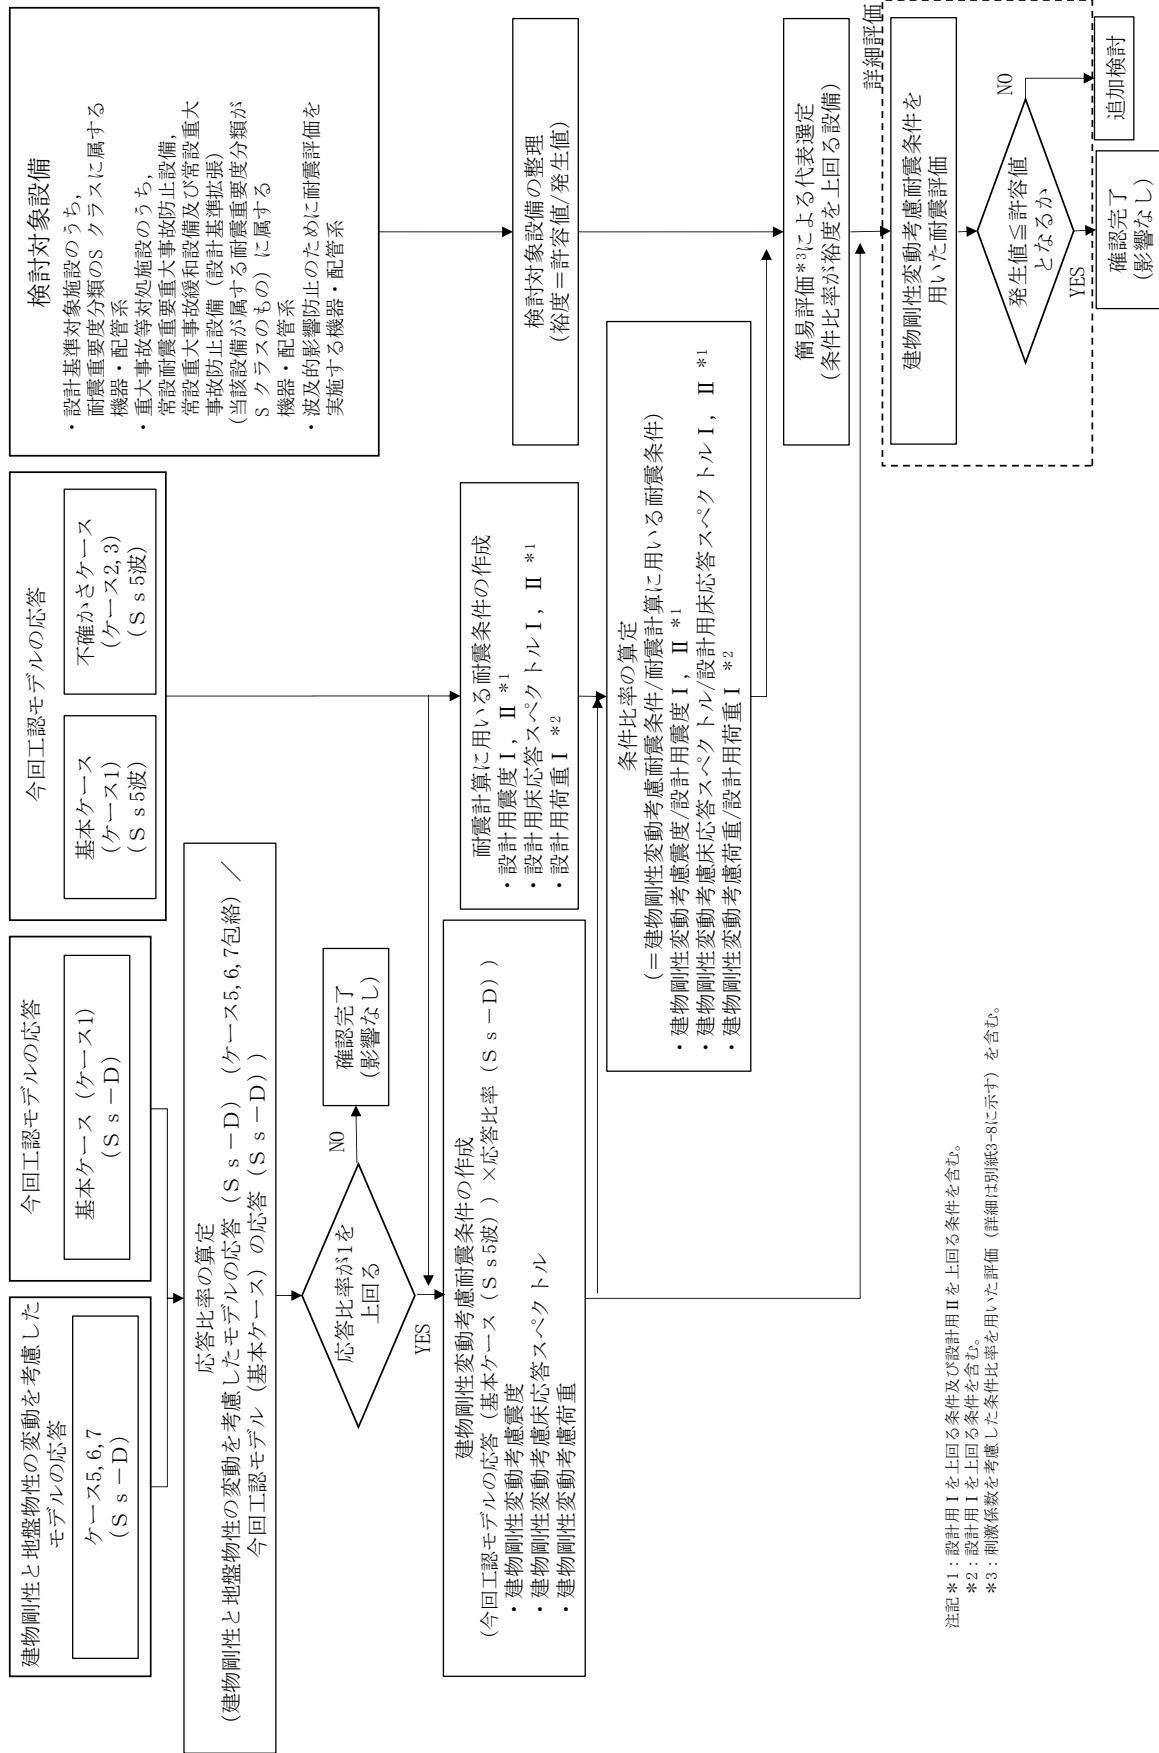 建物剛性と地盤物性の変動を考慮した
モデルの応答
ケース5,6,7
(Ｓｓ－Ｄ)
今回工認モデルの応答
基本ケース（ケース1)
(Ｓｓ－Ｄ)
今回工認モデルの応答
基本ケース
(ケース1)
(Ｓｓ5波)
不確かさケース
(ケース2,3)
(Ｓｓ5波)
検討対象設備
・設計基準対象施設のうち，
耐震重要度分類のS クラスに属する
機器・配管系
・重大事故等対処施設のうち，
常設耐震重要重大事故防止設備，
常設重大事故緩和設備及び常設重大
事故防止設備（設計基準拡張）
(当該設備が属する耐震重要度分類が
S クラスのもの）に属する
機器・配管系
・波及的影響防止のために耐震評価を
実施する機器・配管系
応答比率の算定
(建物剛性と地盤物性の変動を考慮したモデルの応答（Ｓｓ－Ｄ）（ケース5,6,7包絡）／
今回工認モデル（基本ケース）の応答（Ｓｓ－Ｄ））
応答比率が1を
上回る
NO
確認完了
(影響なし)
YES
建物剛性変動考慮耐震条件の作成
(今回工認モデルの応答（基本ケース（Ｓｓ5波））×応答比率（Ｓｓ－Ｄ））
・建物剛性変動考慮震度
・建物剛性変動考慮床応答スペクトル
・建物剛性変動考慮荷重
耐震計算に用いる耐震条件の作成
・設計用震度Ⅰ，Ⅱ *1
・設計用床応答スペクトルⅠ，Ⅱ *1
・設計用荷重Ⅰ *2
検討対象設備の整理
(裕度＝許容値/発生値)
条件比率の算定
(＝建物剛性変動考慮耐震条件/耐震計算に用いる耐震条件)
・建物剛性変動考慮震度/設計用震度Ⅰ，Ⅱ *1
・建物剛性変動考慮床応答スペクトル/設計用床応答スペクトルⅠ，Ⅱ *1
・建物剛性変動考慮荷重/設計用荷重Ⅰ *2
簡易評価*3による代表選定
(条件比率が裕度を上回る設備)
詳細評価
建物剛性変動考慮耐震条件を
用いた耐震評価
発生値≦許容値
となるか
NO
追加検討
YES
確認完了
(影響なし)
注記 *1：設計用Ⅰを上回る条件及び設計用Ⅱを上回る条件を含む。
*2：設計用Ⅰを上回る条件を含む。
*3：刺激係数を考慮した条件比率を用いた評価（詳細は別紙3-8に示す）を含む。